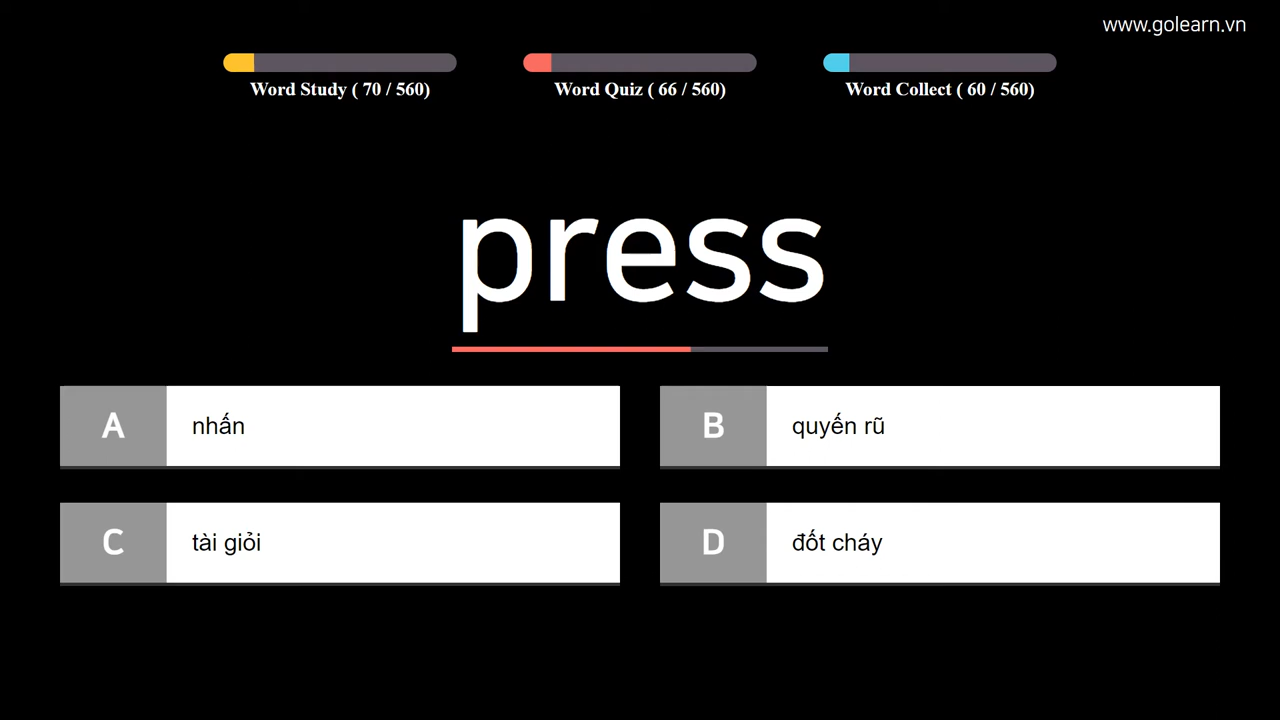 www.golearn.vn
Word Study ( 70 / 560)
Word Quiz ( 66 / 560)
Word Collect ( 60 / 560)
press
A nhấn
B quyến rũ
C tài giỏi
D đốt cháy